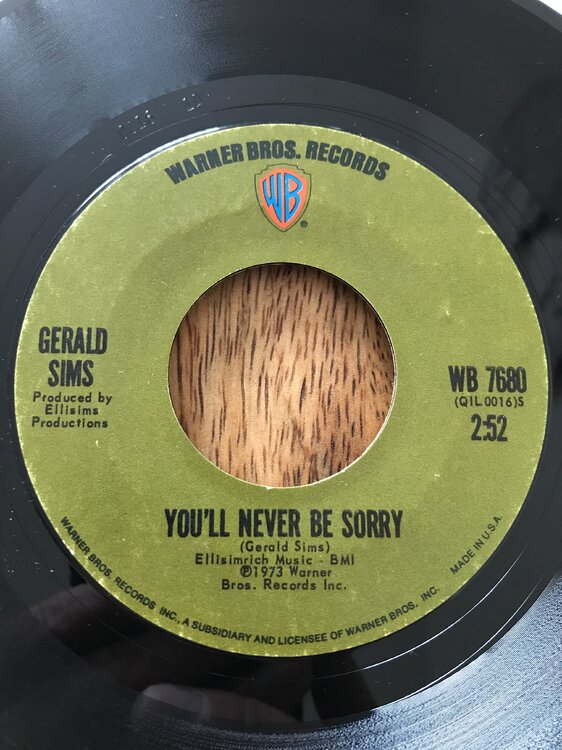 WARNER BROS. RECORDS
WB
®
GERALD
SIMS
Produced by
Ellisims
Productions
WB 7680
(QIL 0016)S
2:52
YOU'LL NEVER BE SORRY
(Gerald Sims)
Ellisimrich Music - BMI
℗1973 Warner
Bros. Records Inc.
WARNER BROS. RECORDS INC., A SUBSIDIARY AND LICENSEE OF WARNER BROS. INC. MADE IN U.S.A.